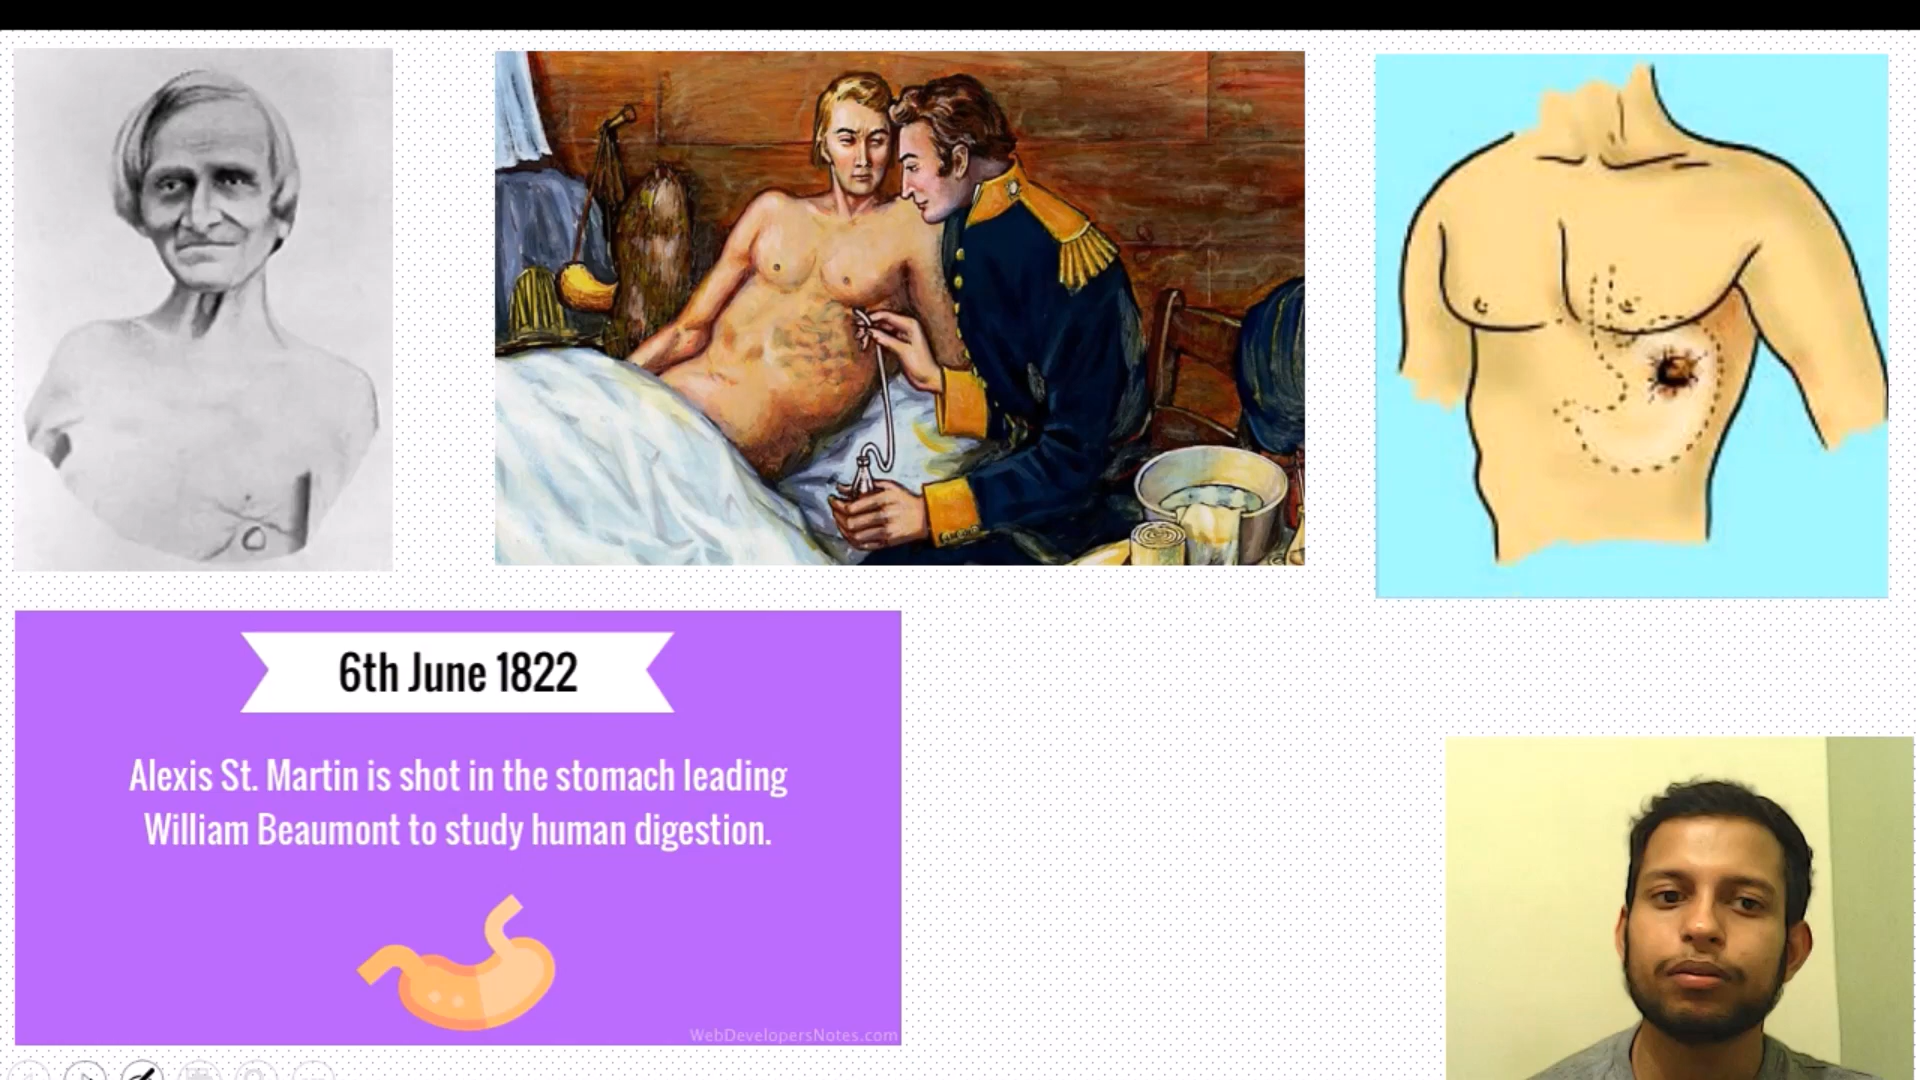 6th June 1822
Alexis St. Martin is shot in the stomach leading
William Beaumont to study human digestion.
WebDevelopersNotes.com